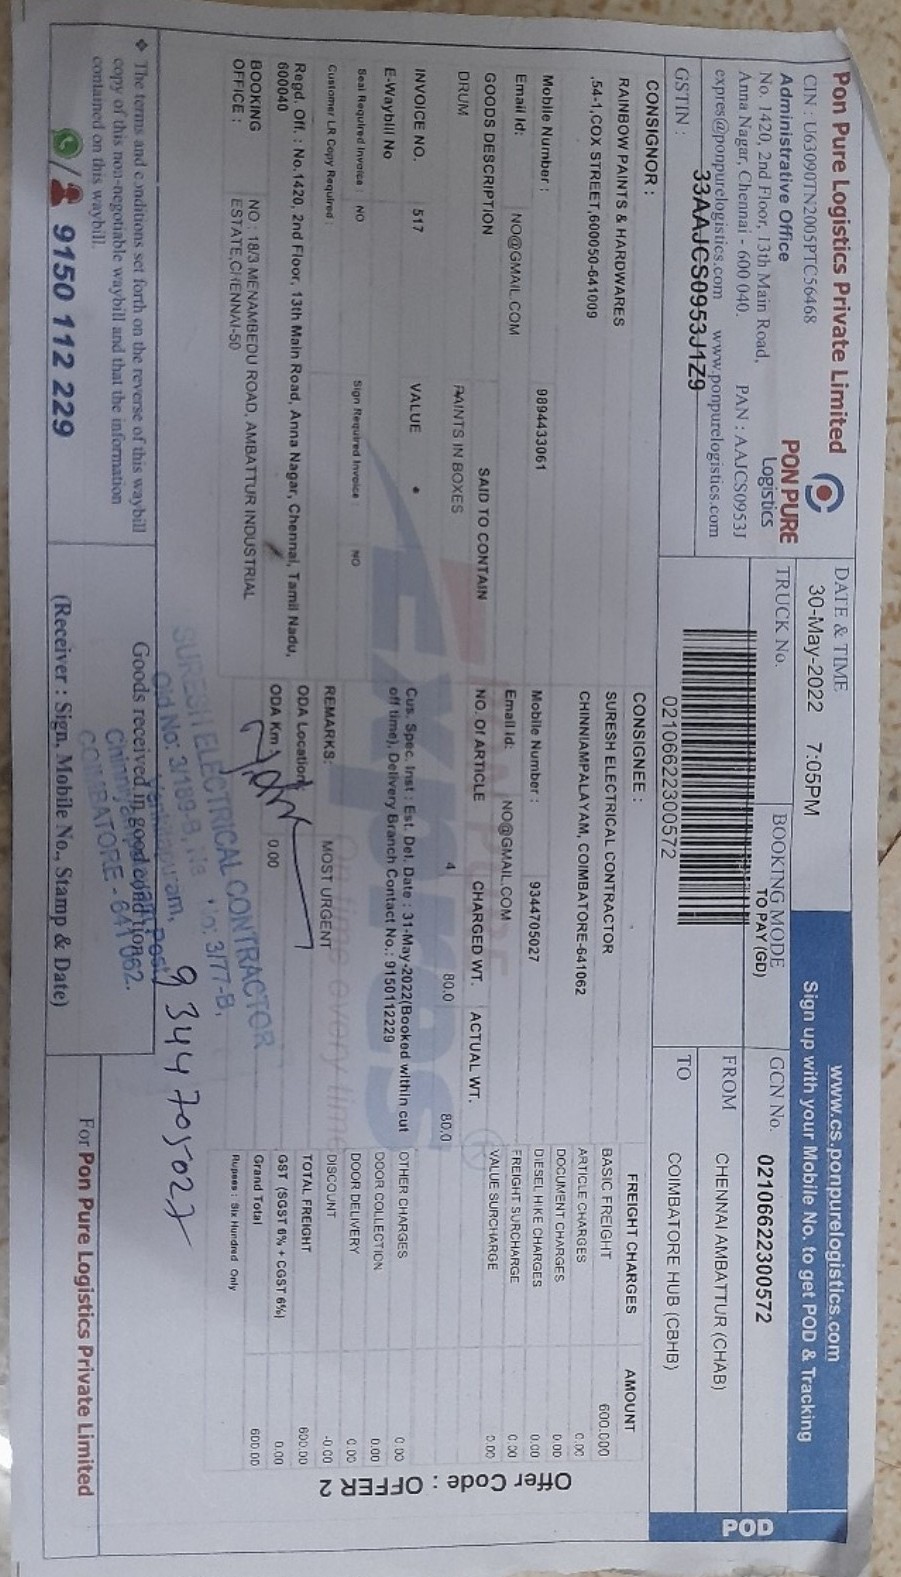 Pon Pure Logistics Private Limited
CIN : U63090TN2005PTC56468
Administrative Office
No. 1420, 2nd Floor, 13th Main Road,
Anna Nagar, Chennai - 600 040.
PAN : AAJCS0953J
expres@ponpurelogistics.com www.ponpurelogistics.com
PON PURE
Logistics
GSTIN : 33AAJCS0953J1Z9
DATE & TIME
30-May-2022 7:05PM
TRUCK No.
BOOKING MODE
TO PAY (GD)
02106622300572
www.cs.ponpurelogistics.com
Sign up with your Mobile No. to get POD & Tracking
GCN No. 02106622300572
FROM CHENNAI AMBATTUR (CHAB)
TO COIMBATORE HUB (CBHB)
POD
CONSIGNOR :
RAINBOW PAINTS & HARDWARES
,54-1,COX STREET,600050-641009
Mobile Number : 9894433061
Email Id: NO@GMAIL.COM
CONSIGNEE :
SURESH ELECTRICAL CONTRACTOR
CHINNIAMPALAYAM, COIMBATORE-641062
Mobile Number : 9344705027
Email Id: NO@GMAIL.COM
GOODS DESCRIPTION SAID TO CONTAIN NO. Of ARTICLE CHARGED WT. ACTUAL WT.
DRUM PAINTS IN BOXES 4 80.0 80.0
INVOICE NO. 517 VALUE
E-Waybill No
Cus. Spec. Inst : Est. Del. Date : 31-May-2022(Booked within cut
off time), Delivery Branch Contact No.: 9150112229
Seal Required Invoice : NO Sign Required Invoice : NO
Customer LR Copy Required :
REMARKS: MOST URGENT
Regd. Off. : No.1420, 2nd Floor, 13th Main Road, Anna Nagar, Chennai, Tamil Nadu,
600040
ODA Location
ODA Km 0.00
BOOKING OFFICE : NO : 18/3 MENAMBEDU ROAD, AMBATTUR INDUSTRIAL
ESTATE,CHENNAI-50
FREIGHT CHARGES AMOUNT
BASIC FREIGHT 600.000
ARTICLE CHARGES 0.00
DOCUMENT CHARGES 0.00
DIESEL HIKE CHARGES 0.00
FREIGHT SURCHARGE 0.00
VALUE SURCHARGE 0.00
OTHER CHARGES 0.00
DOOR COLLECTION 0.00
DOOR DELIVERY 0.00
DISCOUNT -0.00
TOTAL FREIGHT 600.00
GST (SGST 6% + CGST 6%) 0.00
Grand Total 600.00
Rupees : Six Hundred Only
Offer Code : OFFER 2
Expres
On time every time
❖ The terms and conditions set forth on the reverse of this waybill
copy of this non-negotiable waybill and that the information
contained on this waybill.
9150 112 229
SURESH ELECTRICAL CONTRACTOR
Old No: 3/189-B, No: 3/77-B,
Goods received in good condition
COIMBATORE - 641062.
9344705027
(Receiver : Sign, Mobile No., Stamp & Date)
For Pon Pure Logistics Private Limited